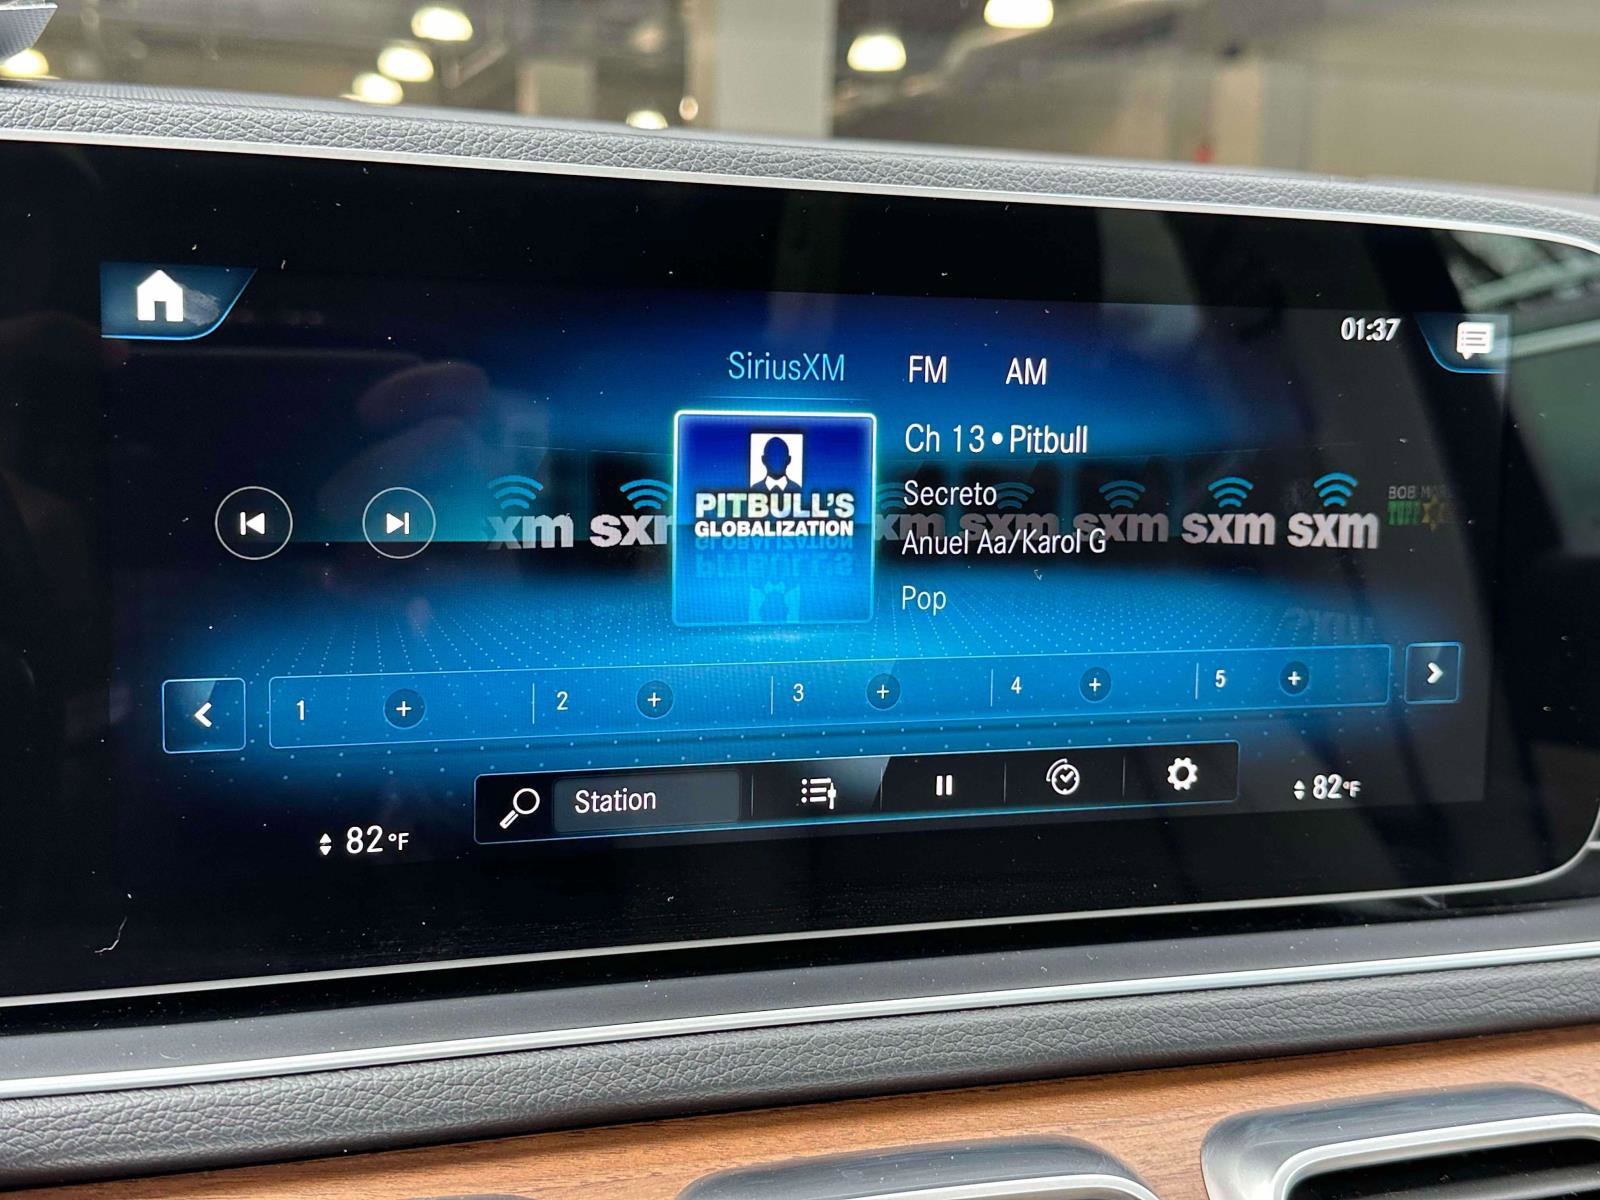 01:37
SiriusXM FM AM
Ch 13 • Pitbull
PITBULL'S
GLOBALIZATION
Secreto
Anuel Aa/Karol G
Pop
xm
sxm
sxm
sxm
sxm
sxm
BOB
1 + 2 + 3 + 4 + 5 +
Station
82°F
82°F